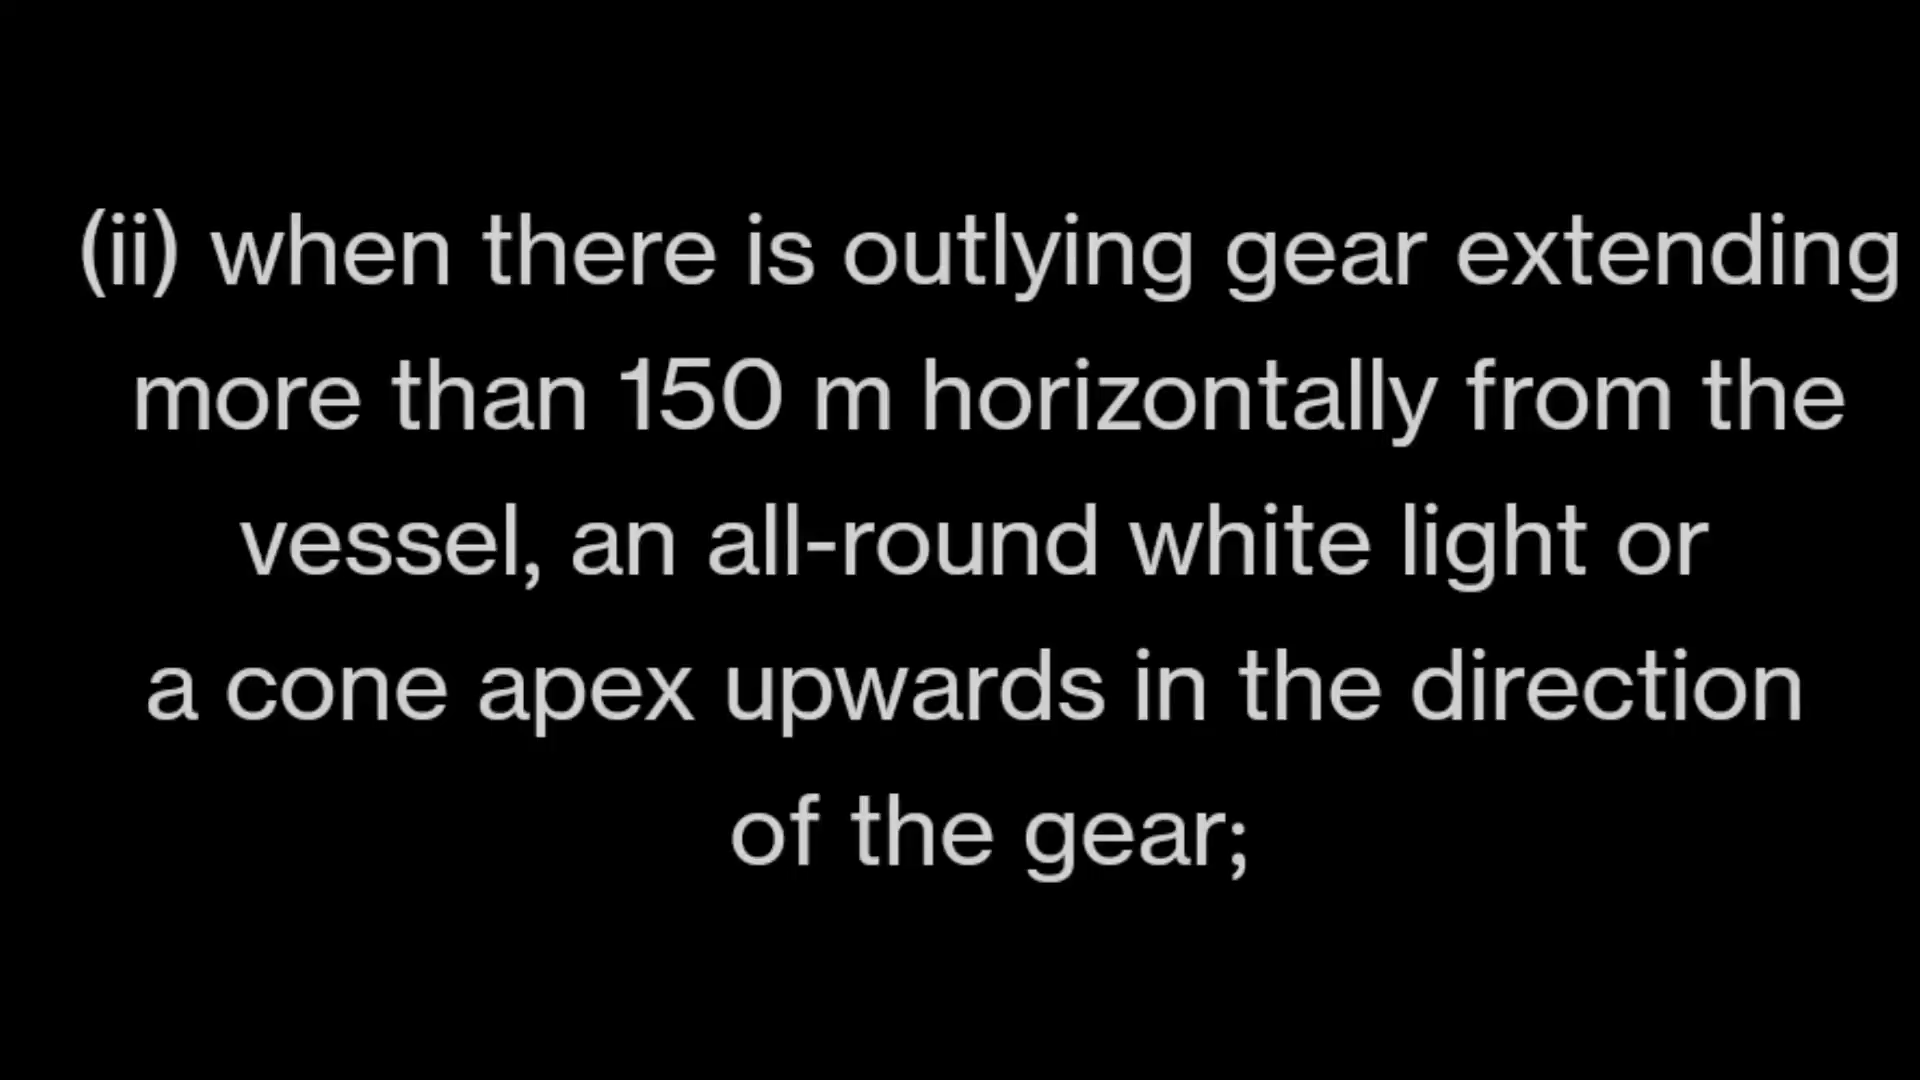 (ii) when there is outlying gear extending
more than 150 m horizontally from the
vessel, an all-round white light or
a cone apex upwards in the direction
of the gear;